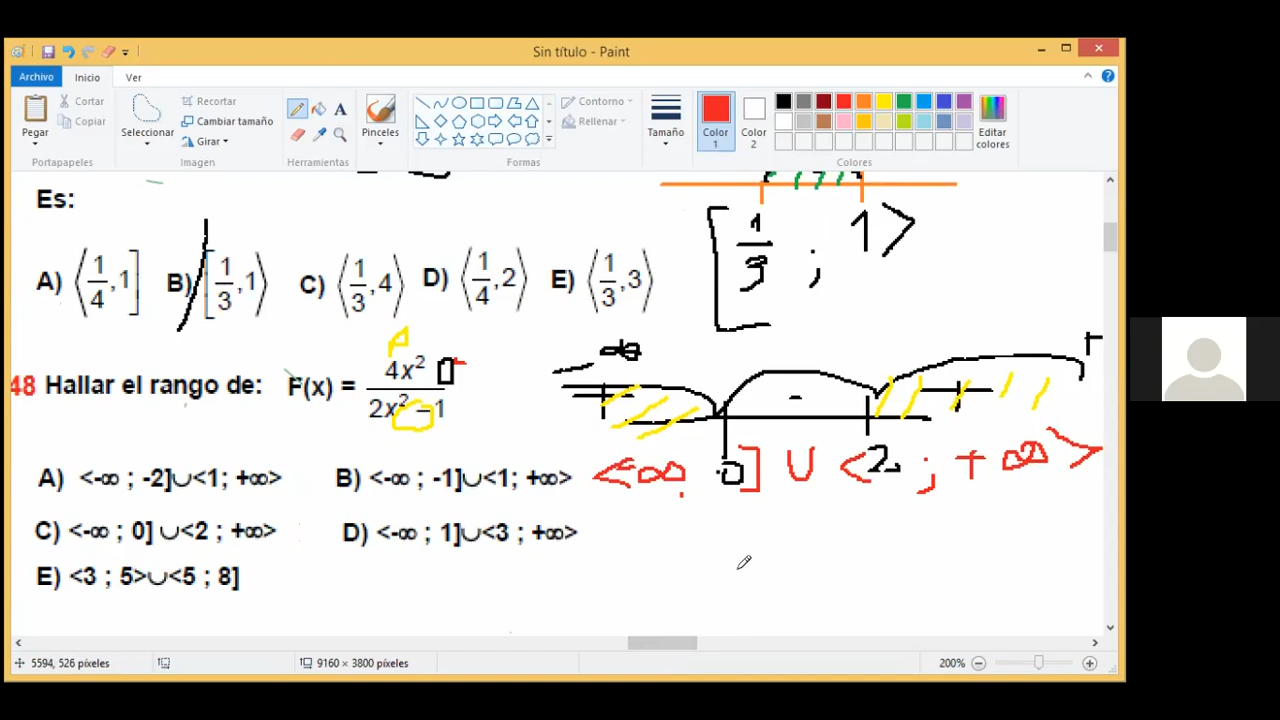 Sin título - Paint
Archivo Inicio Ver
Pegar Cortar Copiar Seleccionar Recortar Cambiar tamaño Girar Pinceles Contorno Rellenar Tamaño Color 1 Color 2 Editar colores
Portapapeles Imagen Herramientas Formas Colores
Es:
A) ⟨1/4,1] B) [1/3,1⟩ C) ⟨1/3,4⟩ D) ⟨1/4,2⟩ E) ⟨1/3,3⟩
[1/3 ; 1>
48 Hallar el rango de: F(x) = 4x² / 2x² – 1
-∞ + - + +
A) <-∞ ; -2]∪<1; +∞> B) <-∞ ; -1]∪<1; +∞>
<∞ 0] U <2 ; +∞>
C) <-∞ ; 0] ∪<2 ; +∞> D) <-∞ ; 1]∪<3 ; +∞>
E) <3 ; 5>∪<5 ; 8]
5594, 526 píxeles 9160 × 3800 píxeles 200%